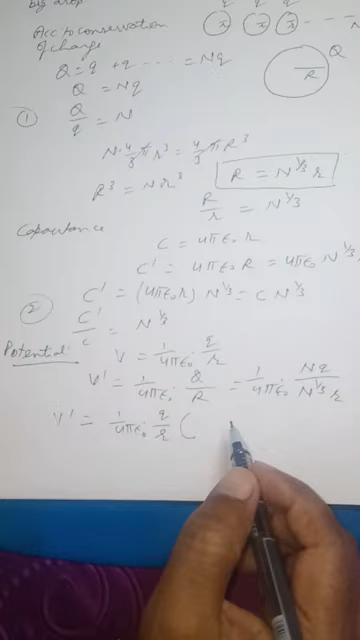 big drop
q q q
r r r --- N
Acc to conservation
of charge
Q = q + q ..... = Nq
Q
R
Q = Nq
① Q/q = N
N · 4/3 π r³ = 4/3 π R³
R³ = N · r³
R = N^1/3 r
R/r = N^1/3
Capacitance
C = 4πε₀ r
C' = 4πε₀ R = 4πε₀ N^1/3
② C' = (4πε₀ r) N^1/3 = C N^1/3
C'/C = N^1/3
Potential:
V = 1/4πε₀ · q/r
V' = 1/4πε₀ · Q/R = 1/4πε₀ · Nq/N^1/3 r
V' = 1/4πε₀ q/r (